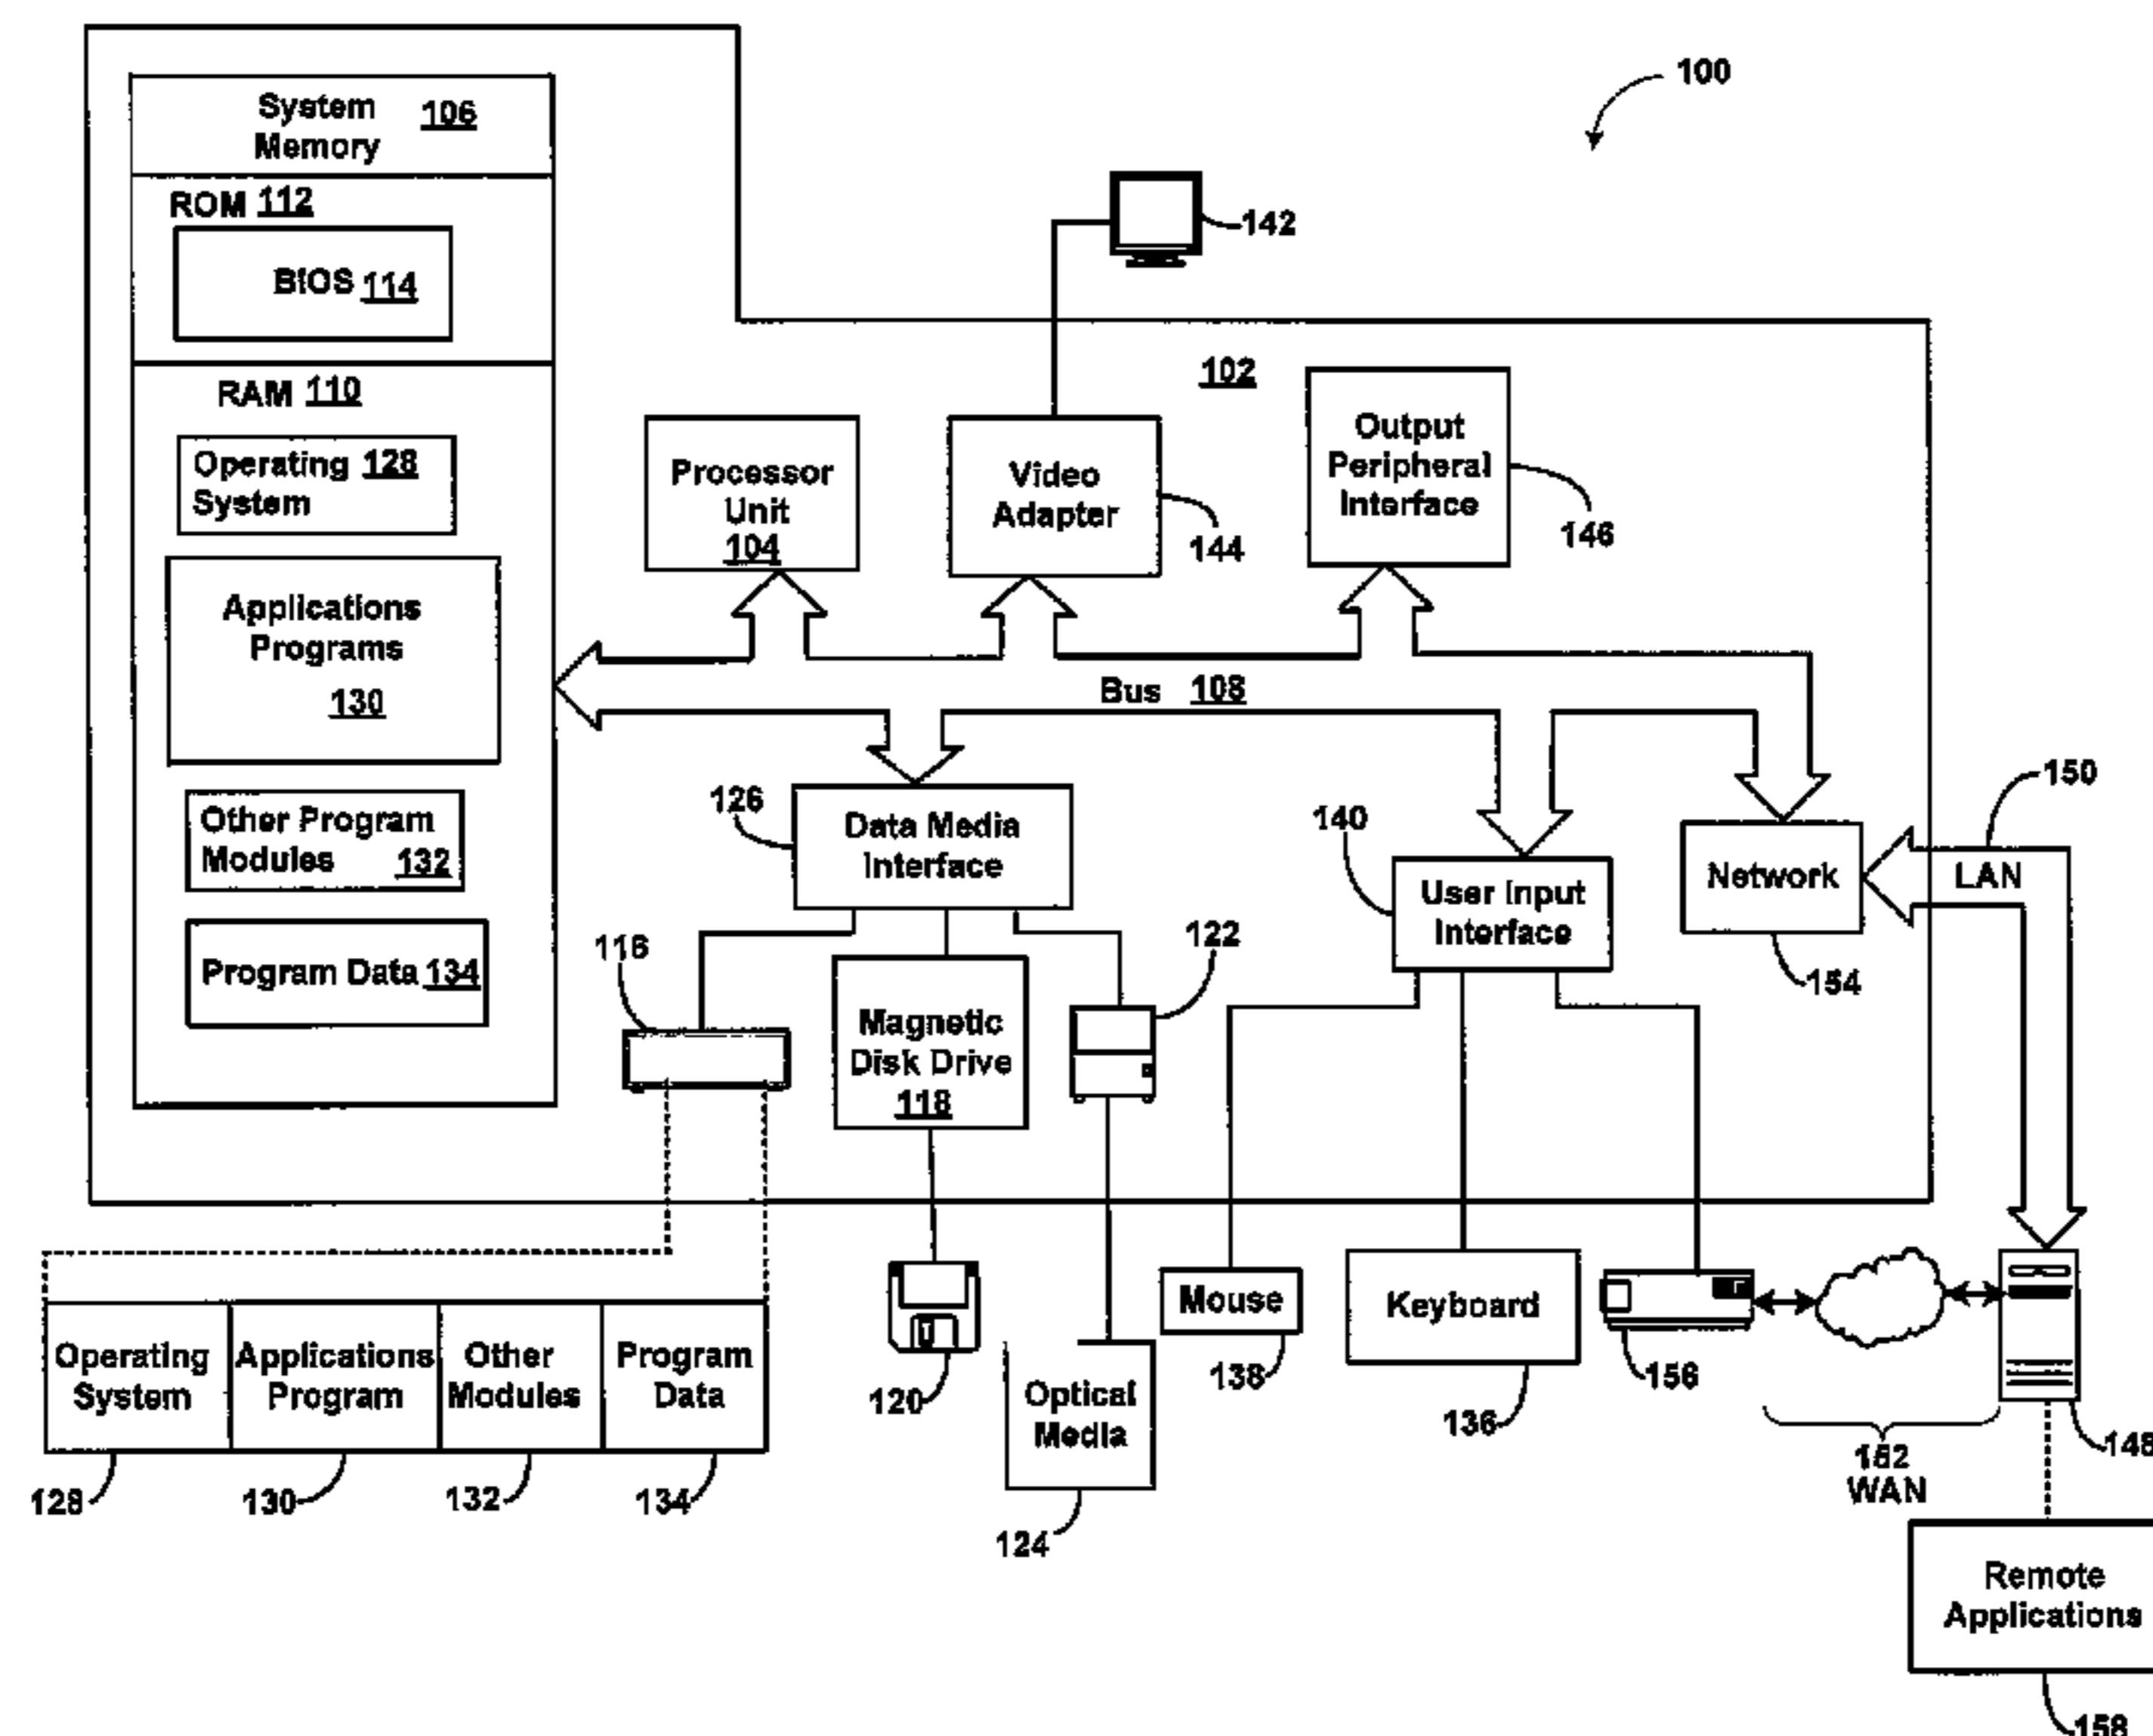 100
System
Memory
106
ROM 112
BIOS 114
142
RAM 110
102
Operating 128
System
Processor
Unit
104
Video
Adapter
144
Output
Peripheral
Interface
146
Applications
Programs
130
Bus 108
Other Program
Modules 132
Program Data 134
126
Data Media
Interface
140
User Input
Interface
Network
154
150
LAN
116
Magnetic
Disk Drive
118
122
Operating
System
Applications
Program
Other
Modules
Program
Data
128
130
132
134
120
Optical
Media
124
Mouse
138
Keyboard
136
156
152
WAN
148
Remote
Applications
158